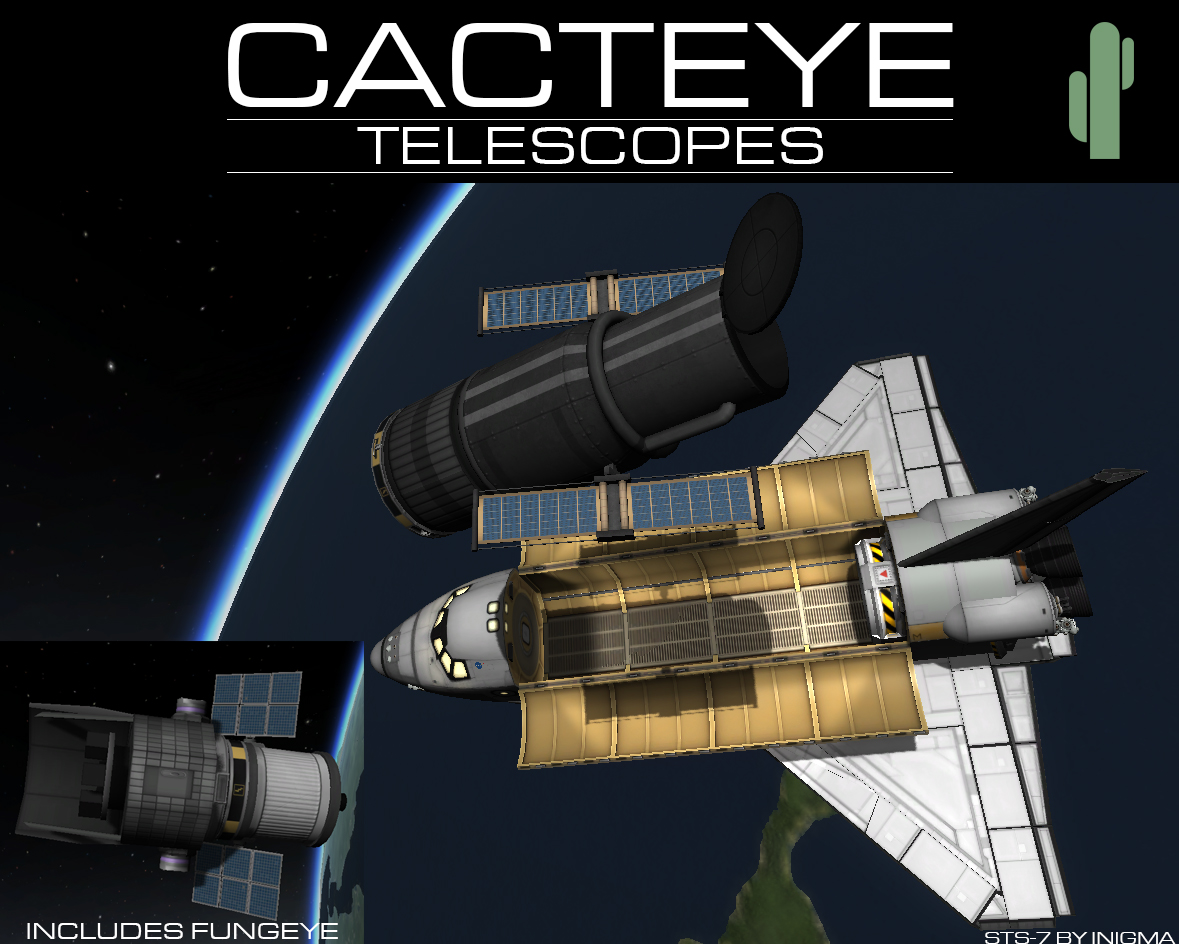 CACTEYE
TELESCOPES
INCLUDES FUNGEYE
STS-7 BY INIGMA